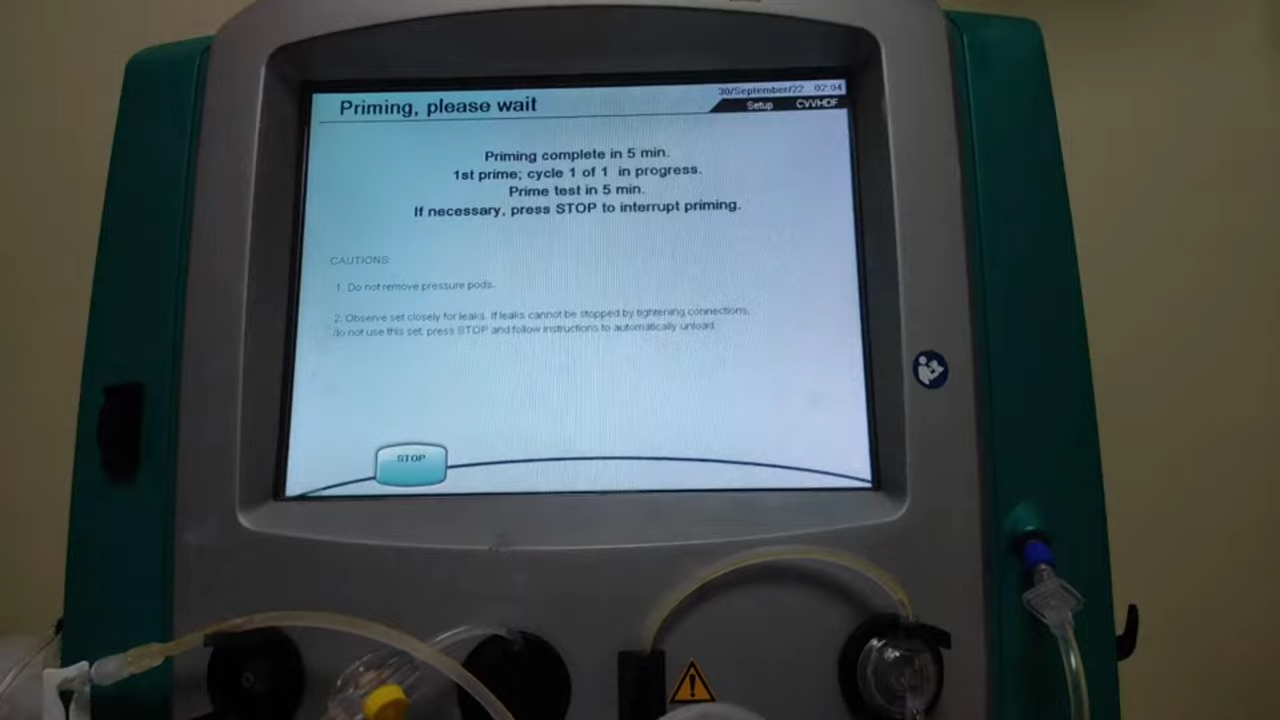 30/September/22 02:04
Priming, please wait
Setup CVVHDF
Priming complete in 5 min.
1st prime; cycle 1 of 1 in progress.
Prime test in 5 min.
If necessary, press STOP to interrupt priming.
CAUTIONS:
1. Do not remove pressure pods.
2. Observe set closely for leaks. If leaks cannot be stopped by tightening connections,
do not use this set, press STOP and follow instructions to automatically unload.
STOP